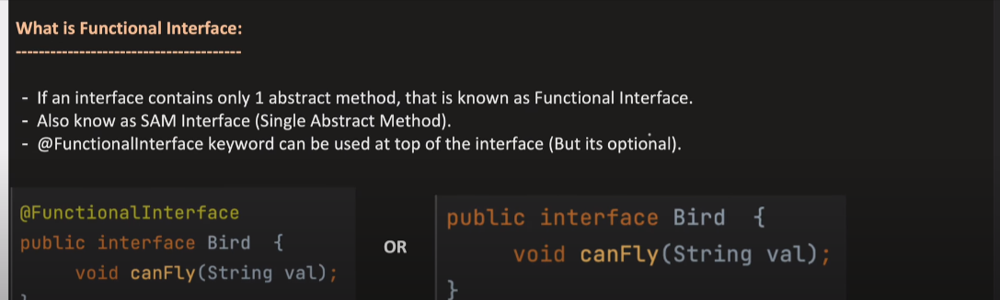 What is Functional Interface:
---------------------------------------
- If an interface contains only 1 abstract method, that is known as Functional Interface.
- Also know as SAM Interface (Single Abstract Method).
- @FunctionalInterface keyword can be used at top of the interface (But its optional).
@FunctionalInterface
public interface Bird {
void canFly(String val);
}
OR
public interface Bird {
void canFly(String val);
}